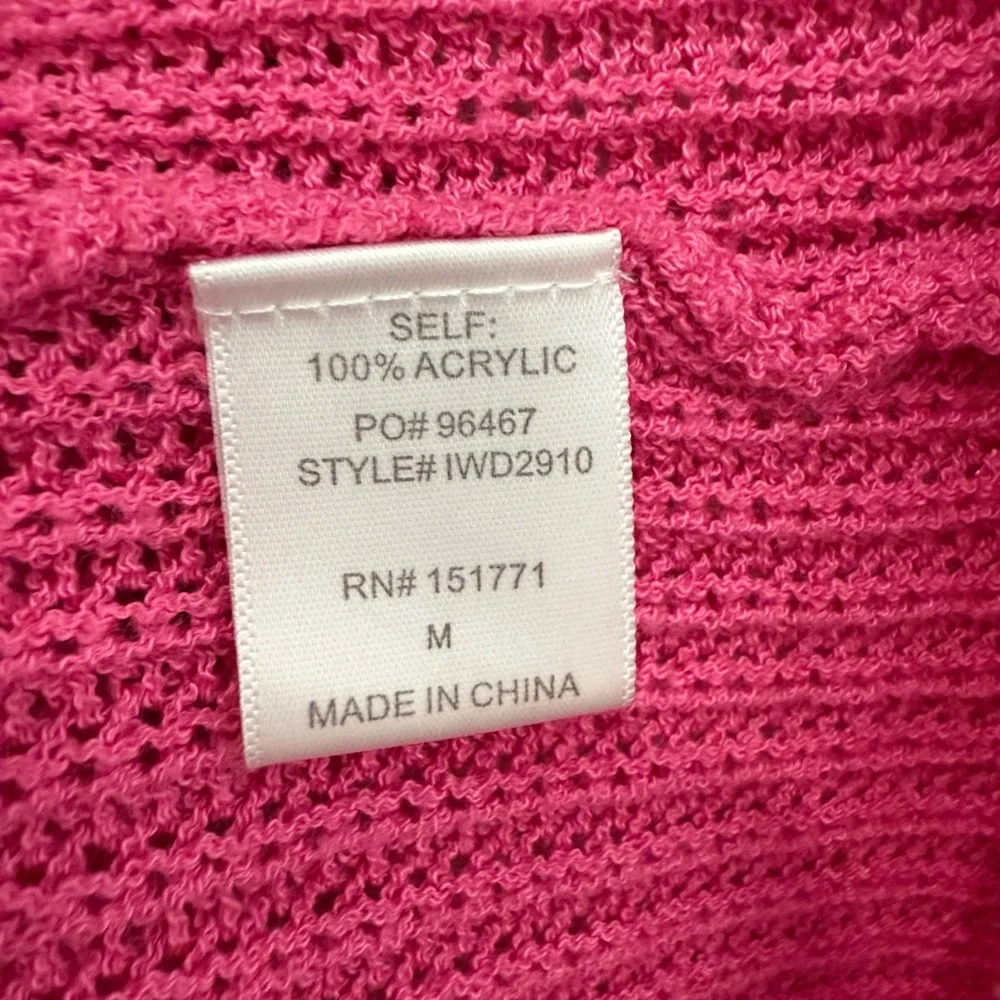 SELF:
100% ACRYLIC
PO# 96467
STYLE# IWD2910
RN# 151771
M
MADE IN CHINA